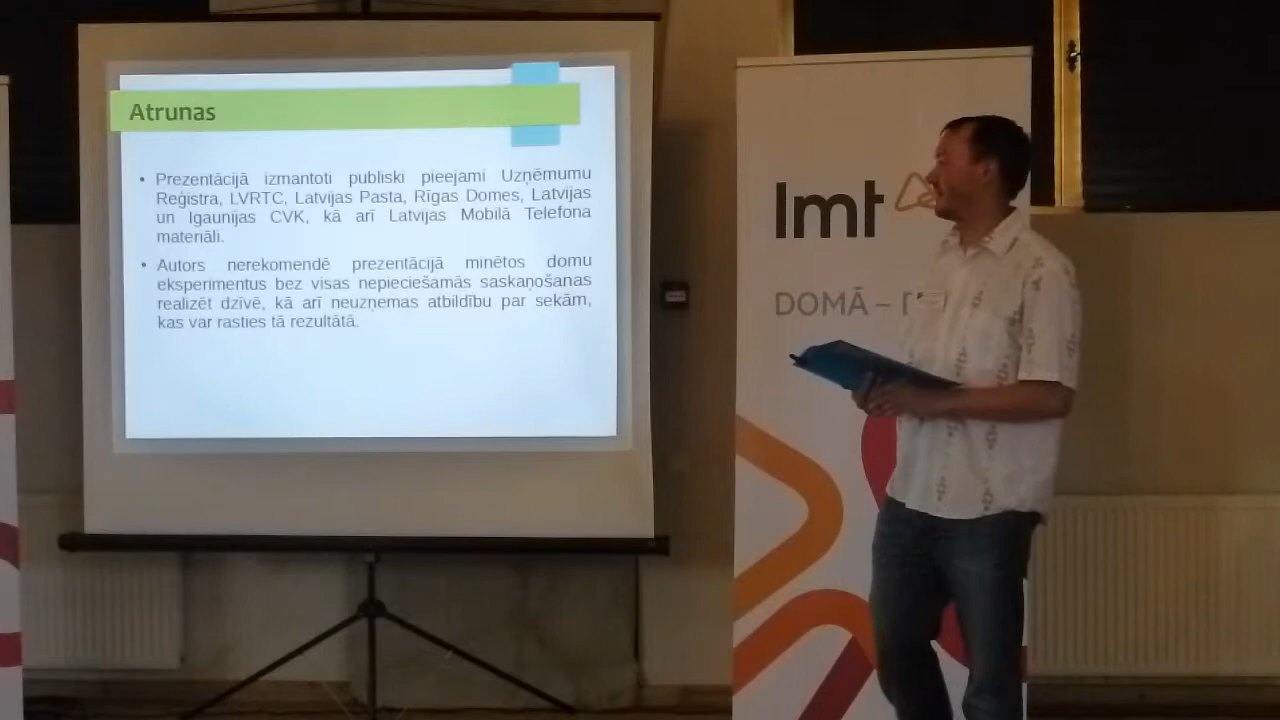 Atrunas
• Prezentācijā izmantoti publiski pieejami Uzņēmumu
Reģistra, LVRTC, Latvijas Pasta, Rīgas Domes, Latvijas
un Igaunijas CVK, kā arī Latvijas Mobilā Telefona
materiāli.
• Autors nerekomendē prezentācijā minētos domu
eksperimentus bez visas nepieciešamās saskaņošanas
realizēt dzīvē, kā arī neuzņemas atbildību par sekām,
kas var rasties tā rezultātā.
lmt
DOMĀ –